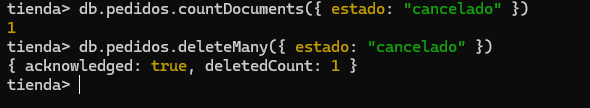 tienda> db.pedidos.countDocuments({ estado: "cancelado" })
1
tienda> db.pedidos.deleteMany({ estado: "cancelado" })
{ acknowledged: true, deletedCount: 1 }
tienda>